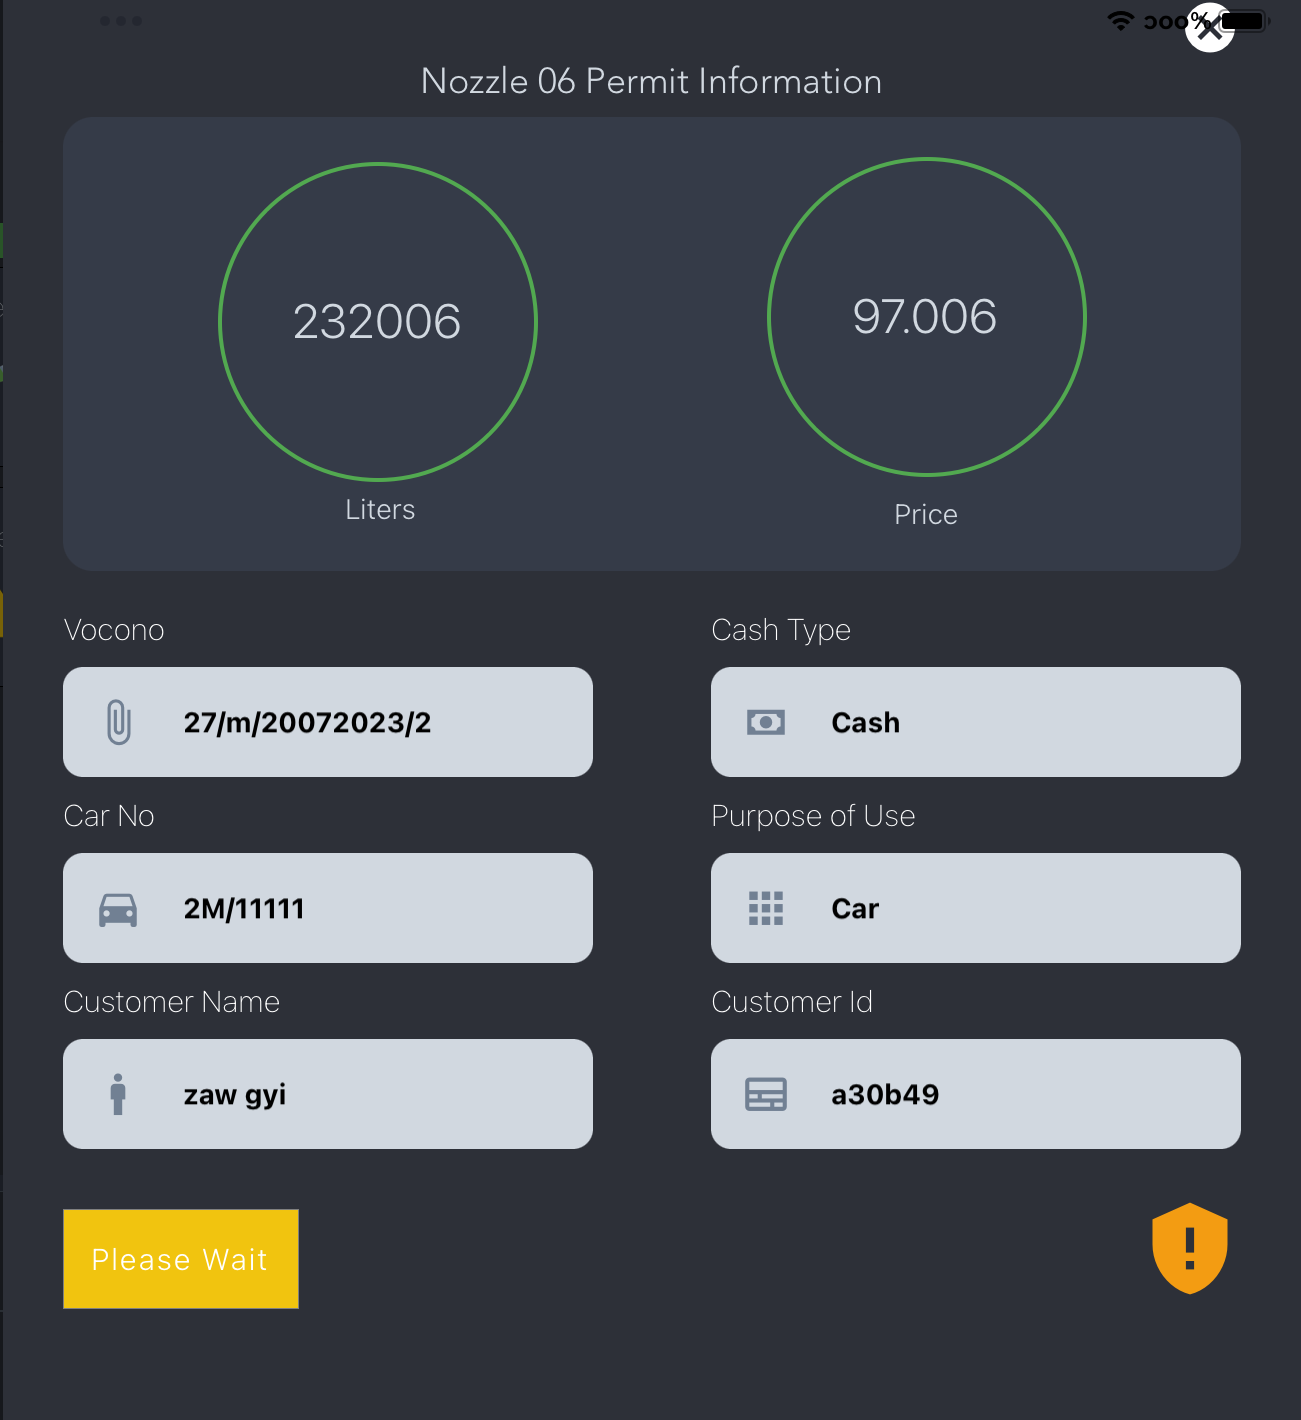 Nozzle 06 Permit Information
232006
97.006
Liters
Price
Vocono
Cash Type
27/m/20072023/2
Cash
Car No
Purpose of Use
2M/11111
Car
Customer Name
Customer Id
zaw gyi
a30b49
Please Wait